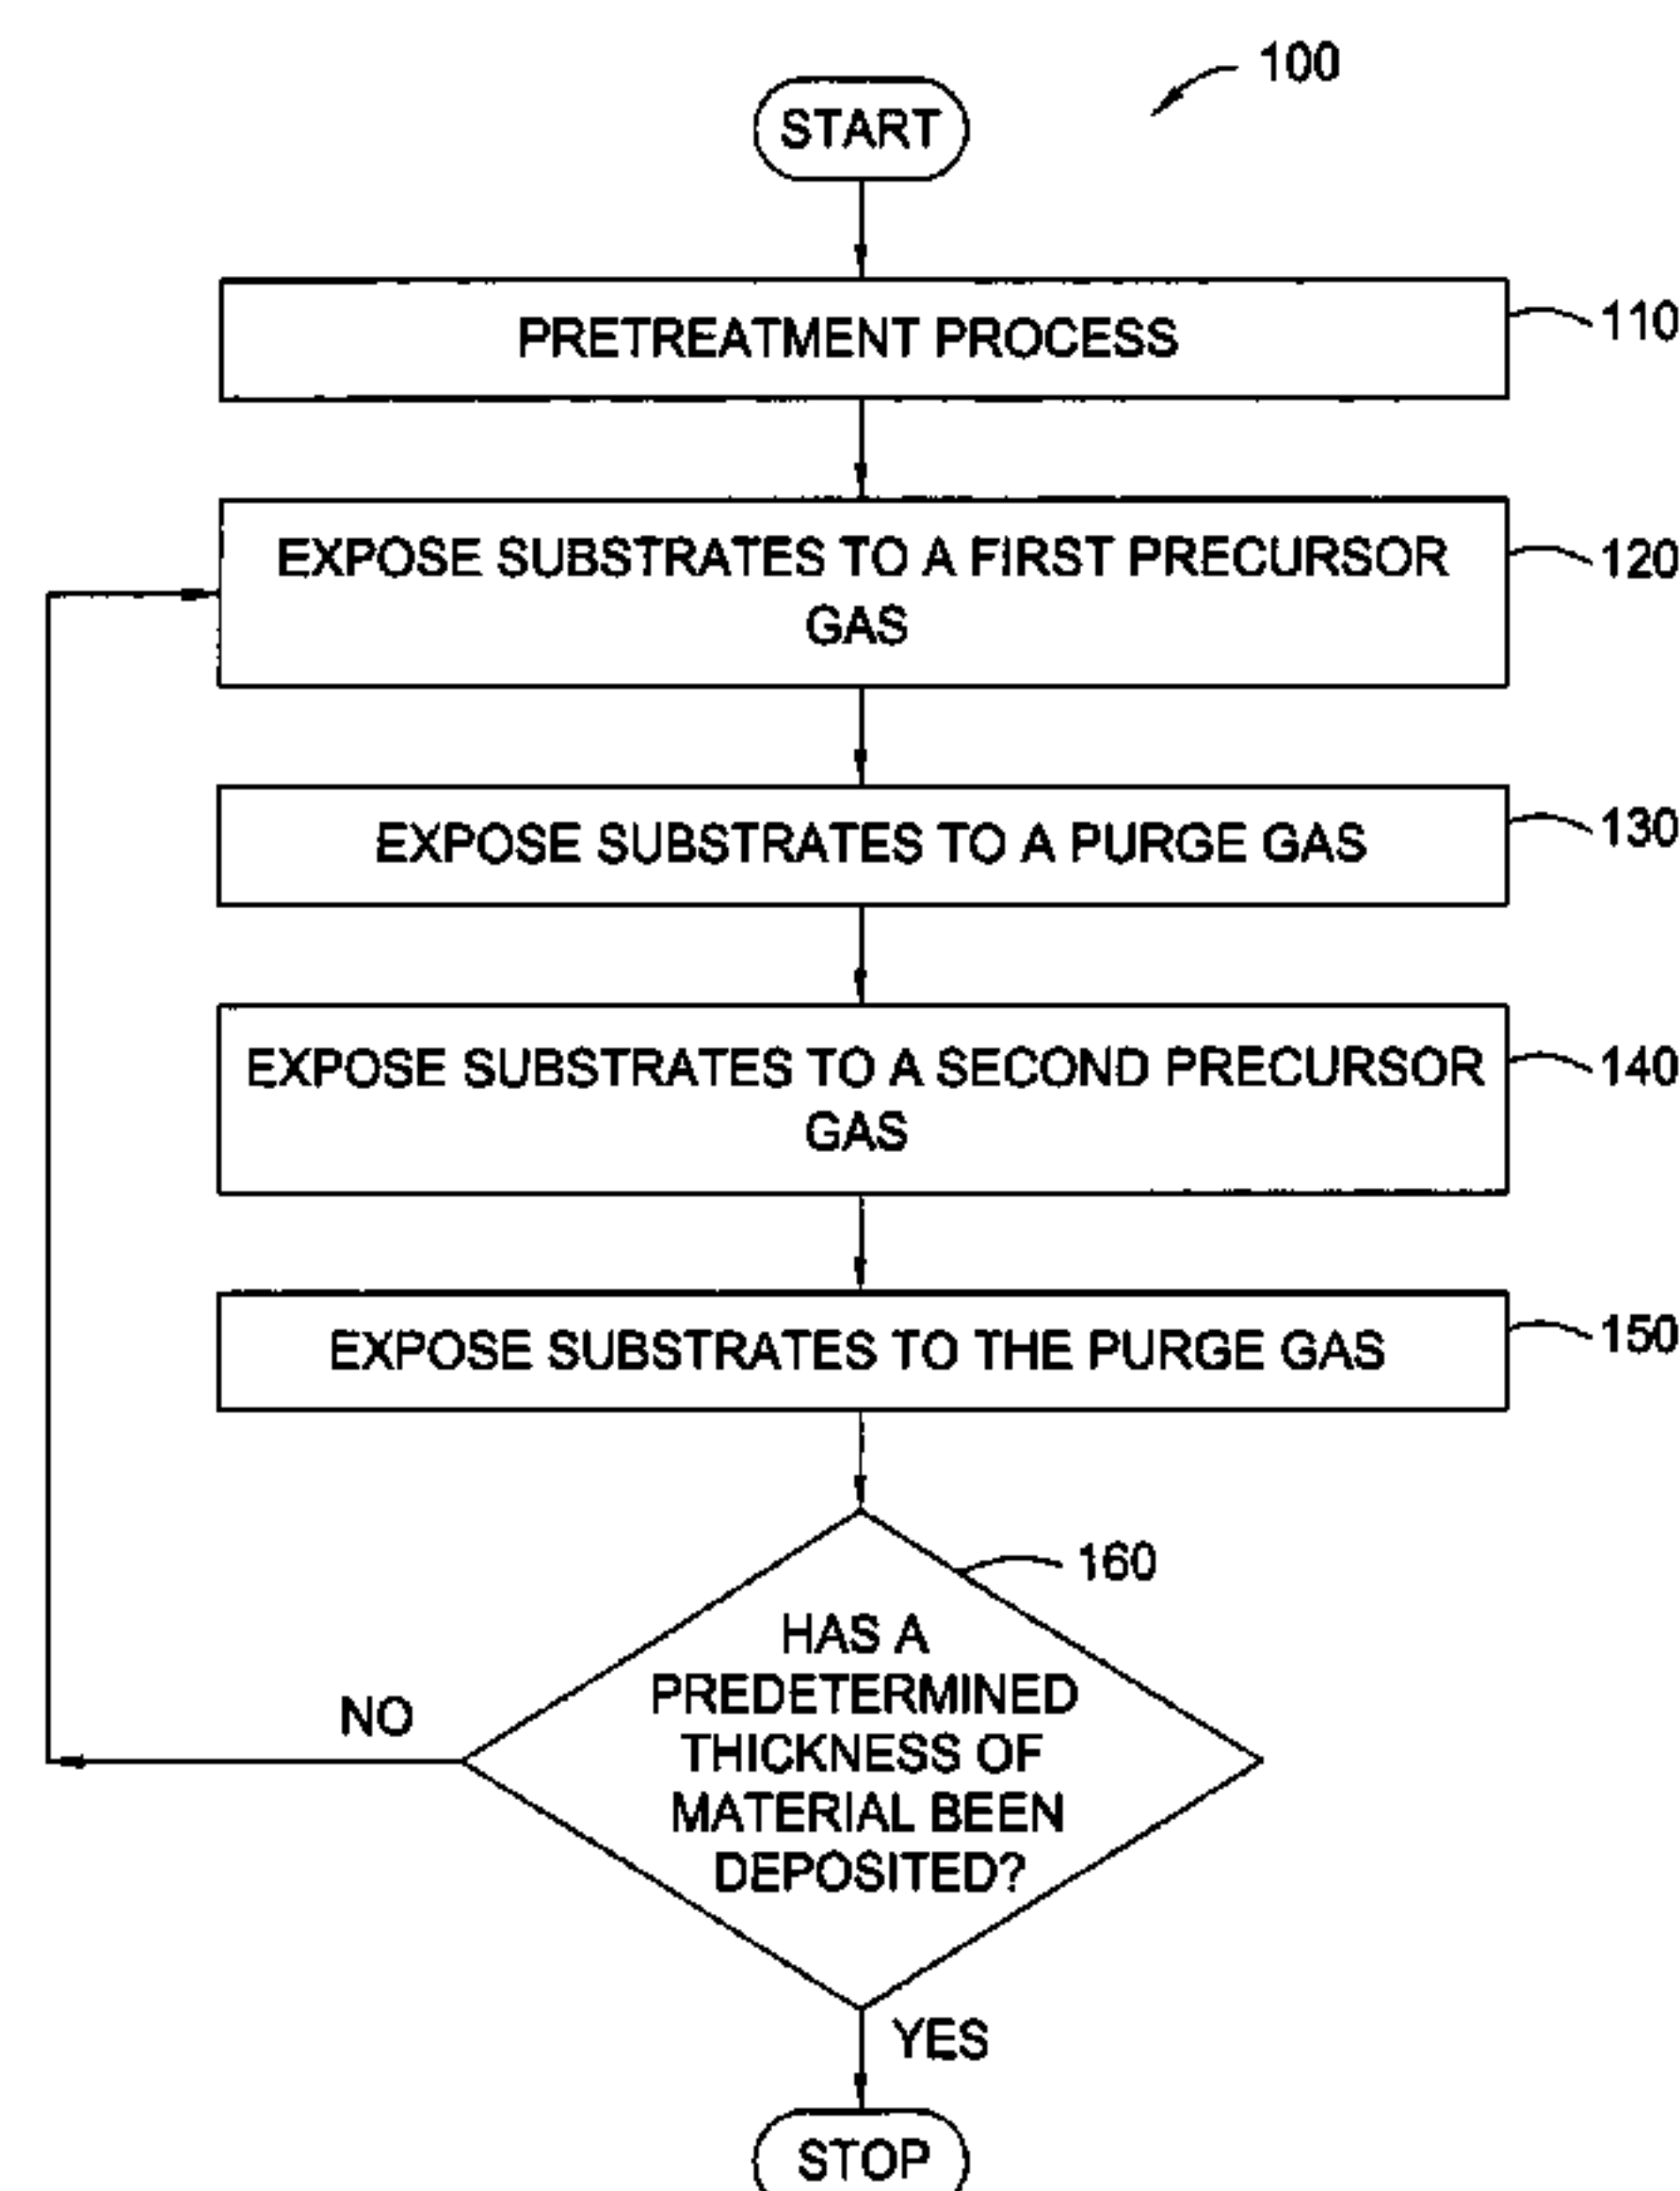 100
START
PRETREATMENT PROCESS
110
EXPOSE SUBSTRATES TO A FIRST PRECURSOR
GAS
120
EXPOSE SUBSTRATES TO A PURGE GAS
130
EXPOSE SUBSTRATES TO A SECOND PRECURSOR
GAS
140
EXPOSE SUBSTRATES TO THE PURGE GAS
150
160
HAS A
PREDETERMINED
THICKNESS OF
MATERIAL BEEN
DEPOSITED?
NO
YES
STOP